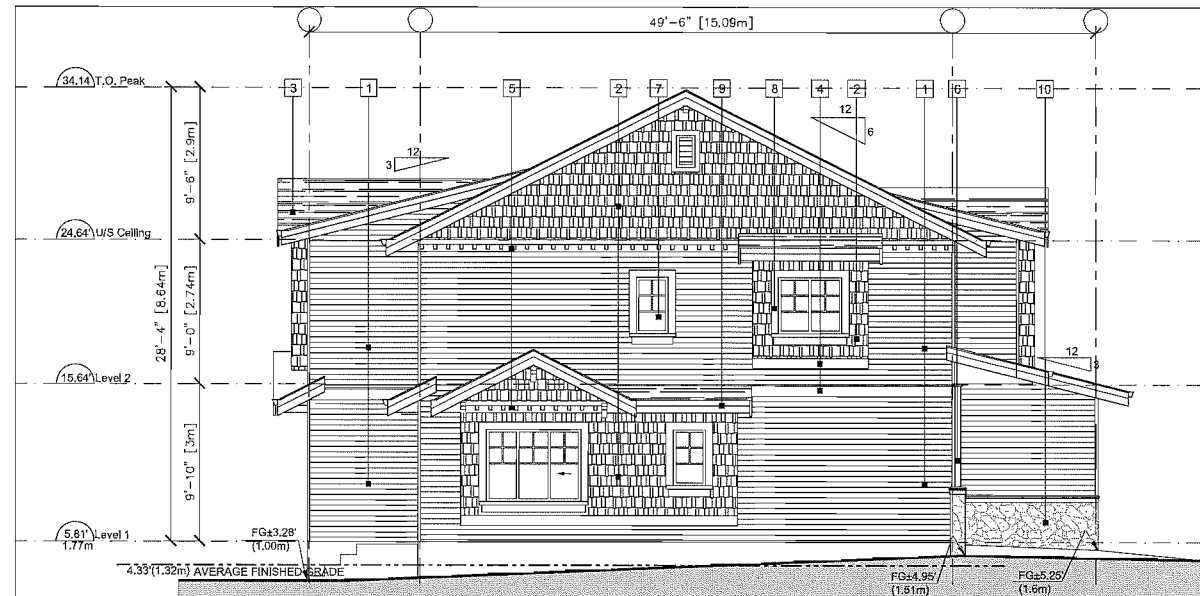 49'-6" [15.09m]
34.14' T.O. Peak
3 1 5 2 7 9 8 4 2 1 6 10
12
6
12
3
9'-6" [2.9m]
24.64' U/S Ceiling
28'-4" [8.64m]
9'-0" [2.74m]
15.64' Level 2
12
3
9'-10" [3m]
5.81' Level 1
1.77m
FG±3.28'
(1.00m)
4.33'(1.32m) AVERAGE FINISHED GRADE
FG±4.95'
(1.51m)
FG±5.25'
(1.6m)